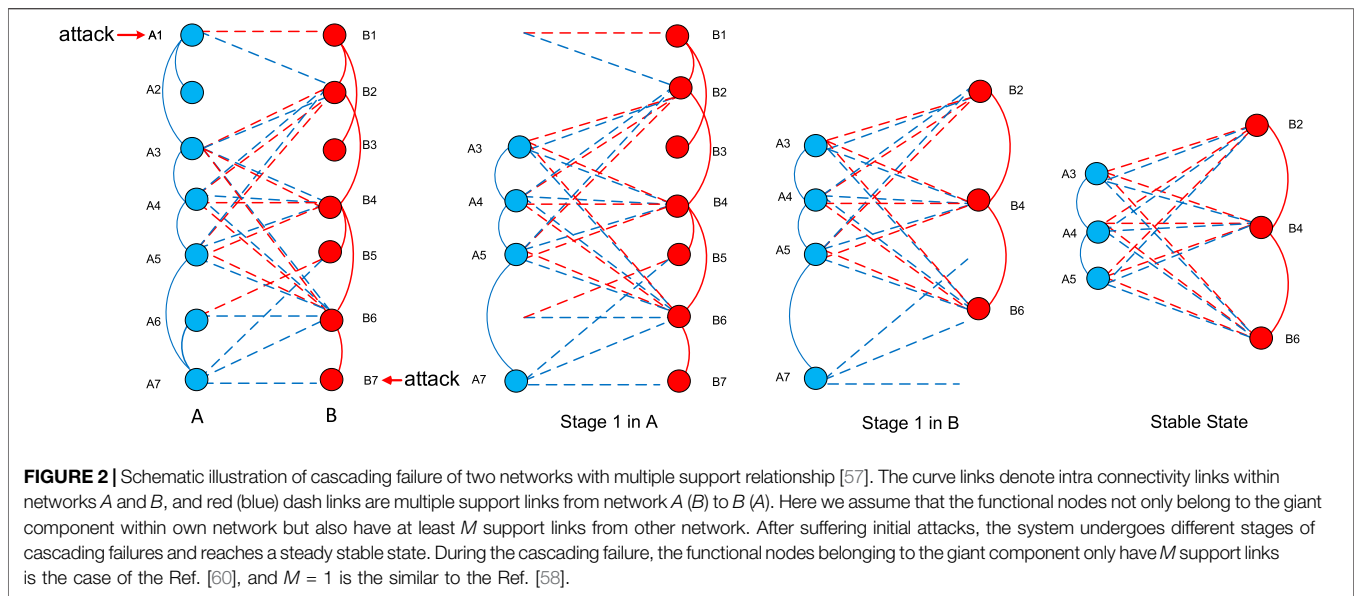 attack A1 B1
A2 B2
A3 B3
A4 B4
A5 B5
A6 B6
A7 B7 attack
A B
B1
B2
A3 B3
A4 B4
A5 B5
B6
A7 B7
Stage 1 in A
B2
A3
A4 B4
A5
B6
A7
Stage 1 in B
B2
A3
A4 B4
A5
B6
Stable State
FIGURE 2 | Schematic illustration of cascading failure of two networks with multiple support relationship [57]. The curve links denote intra connectivity links within
networks A and B, and red (blue) dash links are multiple support links from network A (B) to B (A). Here we assume that the functional nodes not only belong to the giant
component within own network but also have at least M support links from other network. After suffering initial attacks, the system undergoes different stages of
cascading failures and reaches a steady stable state. During the cascading failure, the functional nodes belonging to the giant component only have M support links
is the case of the Ref. [60], and M = 1 is the similar to the Ref. [58].